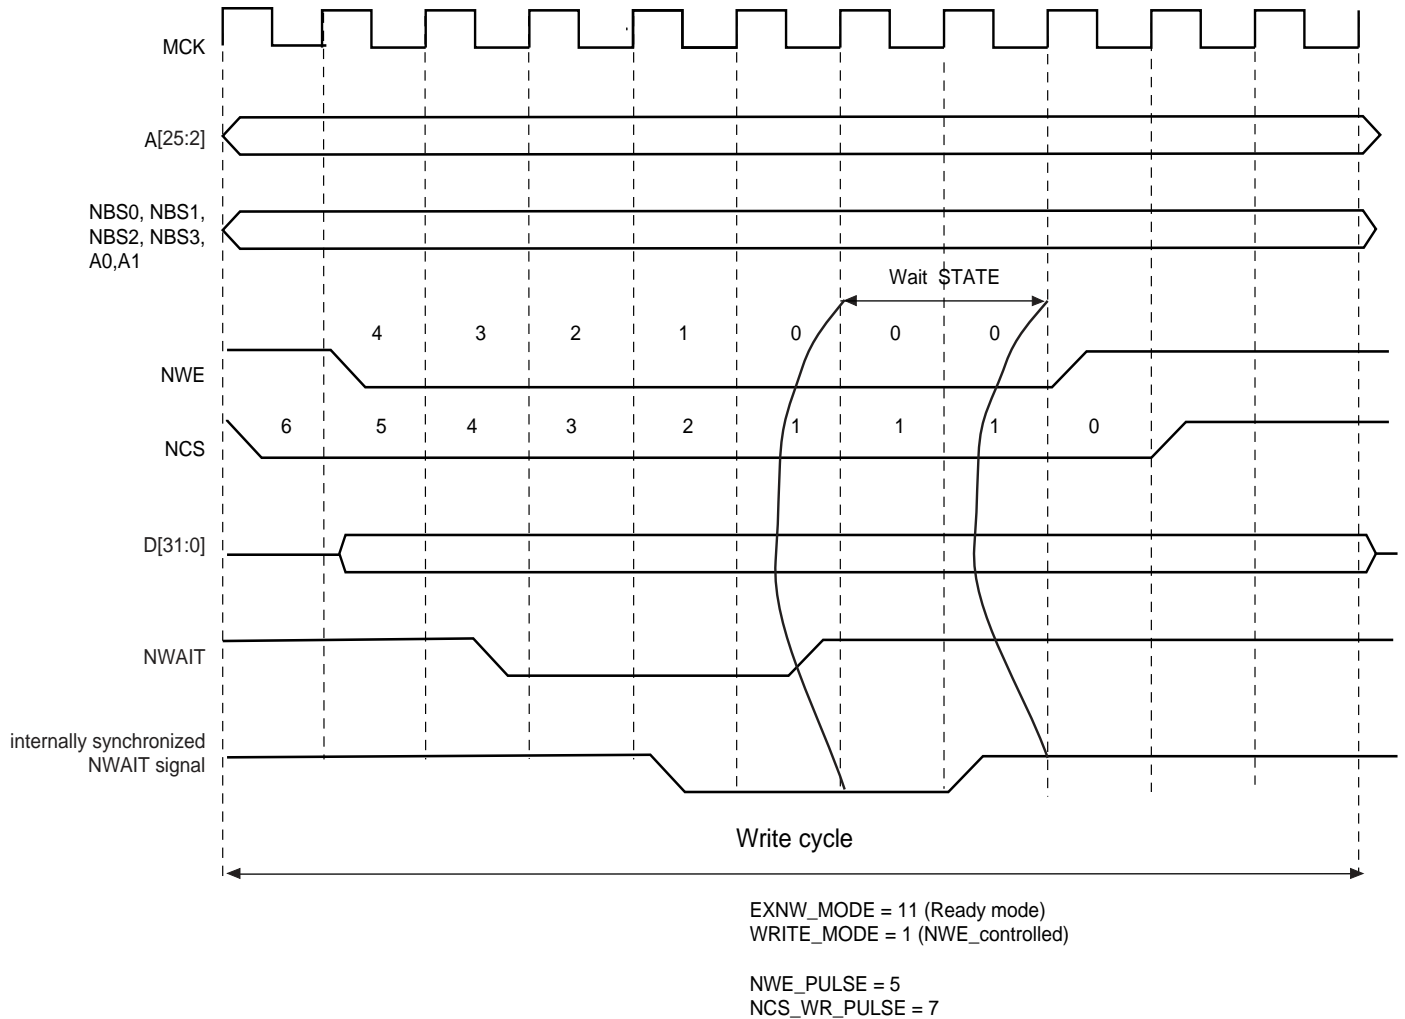 MCK
A[25:2]
NBS0, NBS1,
NBS2, NBS3,
A0,A1
Wait STATE
4 3 2 1 0 0 0
NWE
6 5 4 3 2 1 1 1 0
NCS
D[31:0]
NWAIT
internally synchronized
NWAIT signal
Write cycle
EXNW_MODE = 11 (Ready mode)
WRITE_MODE = 1 (NWE_controlled)
NWE_PULSE = 5
NCS_WR_PULSE = 7